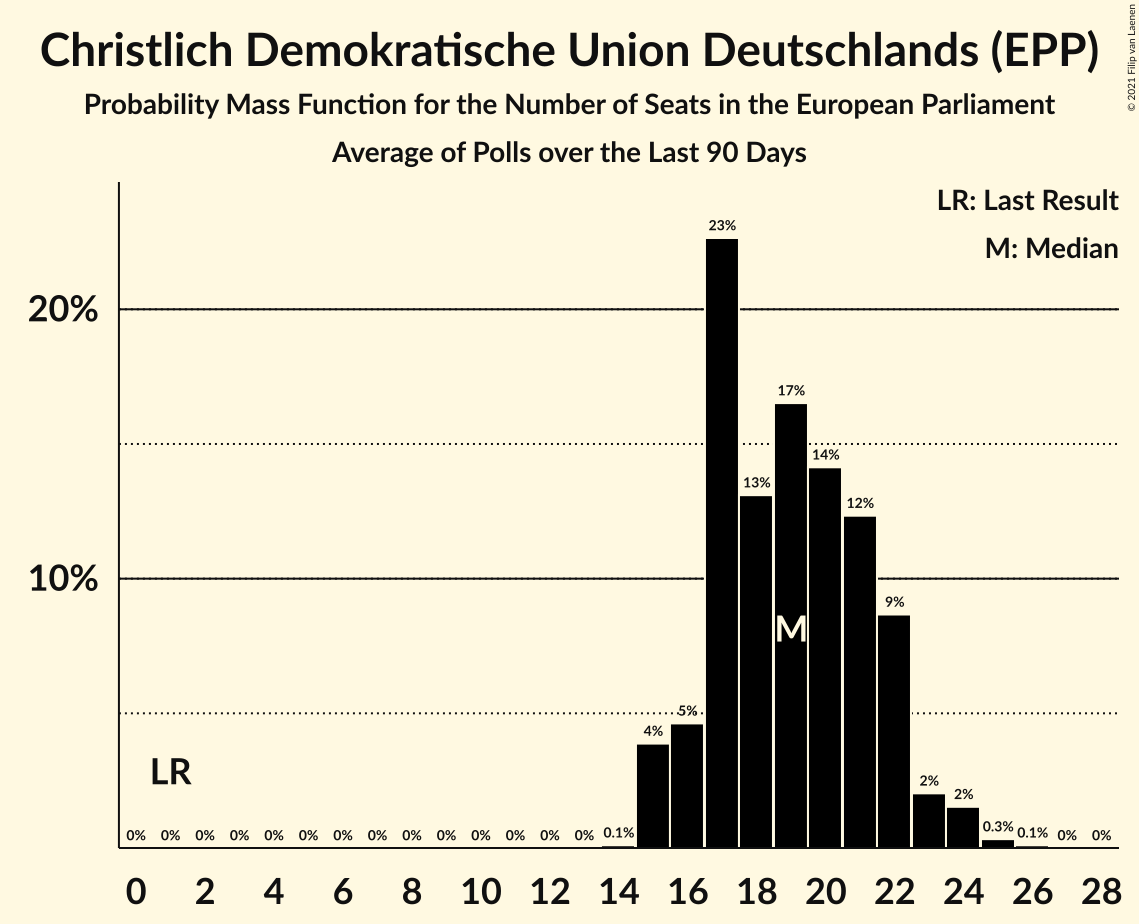 Christlich Demokratische Union Deutschlands (EPP)
Probability Mass Function for the Number of Seats in the European Parliament
Average of Polls over the Last 90 Days
© 2021 Filip van Laenen
LR: Last Result
M: Median
23%
20%
17%
14%
13%
12%
10%
9%
M
5%
4%
LR
2%
2%
0% 0% 0% 0% 0% 0% 0% 0% 0% 0% 0% 0% 0% 0% 0.1% 0.3% 0.1% 0% 0%
0 2 4 6 8 10 12 14 16 18 20 22 24 26 28